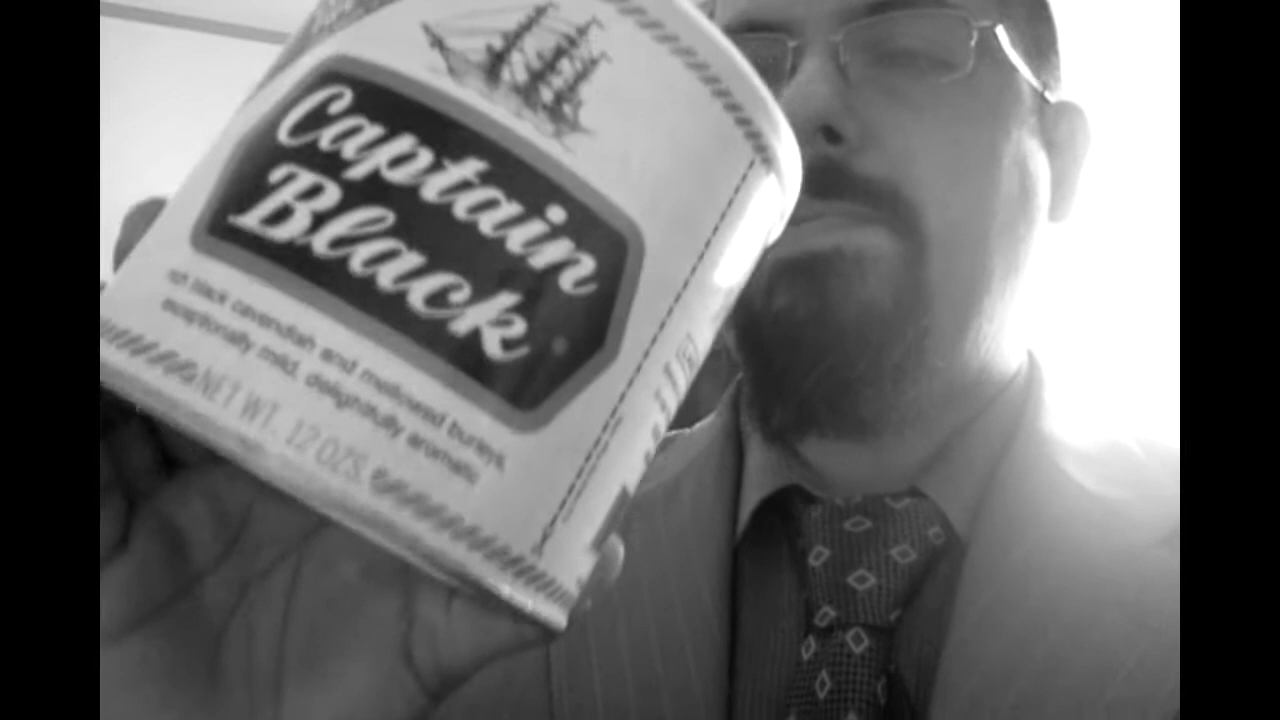 Captain
Black
rich black cavendish and mellowed burleys,
exceptionally mild, delightfully aromatic
NET WT. 12 OZS.